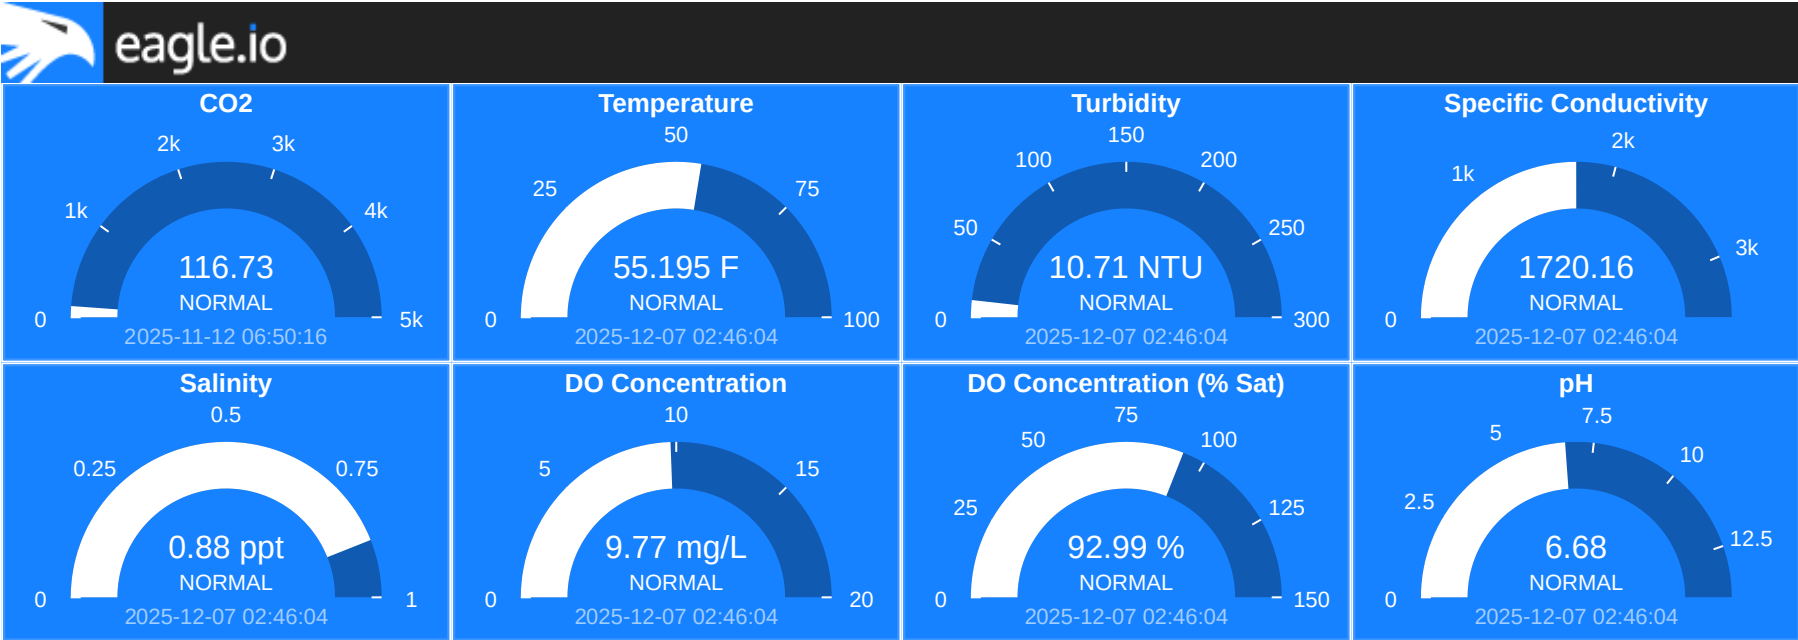 eagle.io
CO2
2k 3k
1k 4k
116.73
NORMAL
0 5k
2025-11-12 06:50:16
Temperature
50
25 75
55.195 F
NORMAL
0 100
2025-12-07 02:46:04
Turbidity
150
100 200
50 250
10.71 NTU
NORMAL
0 300
2025-12-07 02:46:04
Specific Conductivity
2k
1k
3k
1720.16
NORMAL
0
2025-12-07 02:46:04
Salinity
0.5
0.25 0.75
0.88 ppt
NORMAL
0 1
2025-12-07 02:46:04
DO Concentration
10
5 15
9.77 mg/L
NORMAL
0 20
2025-12-07 02:46:04
DO Concentration (% Sat)
75
50 100
25 125
92.99 %
NORMAL
0 150
2025-12-07 02:46:04
pH
7.5
5
10
2.5
12.5
6.68
NORMAL
0
2025-12-07 02:46:04